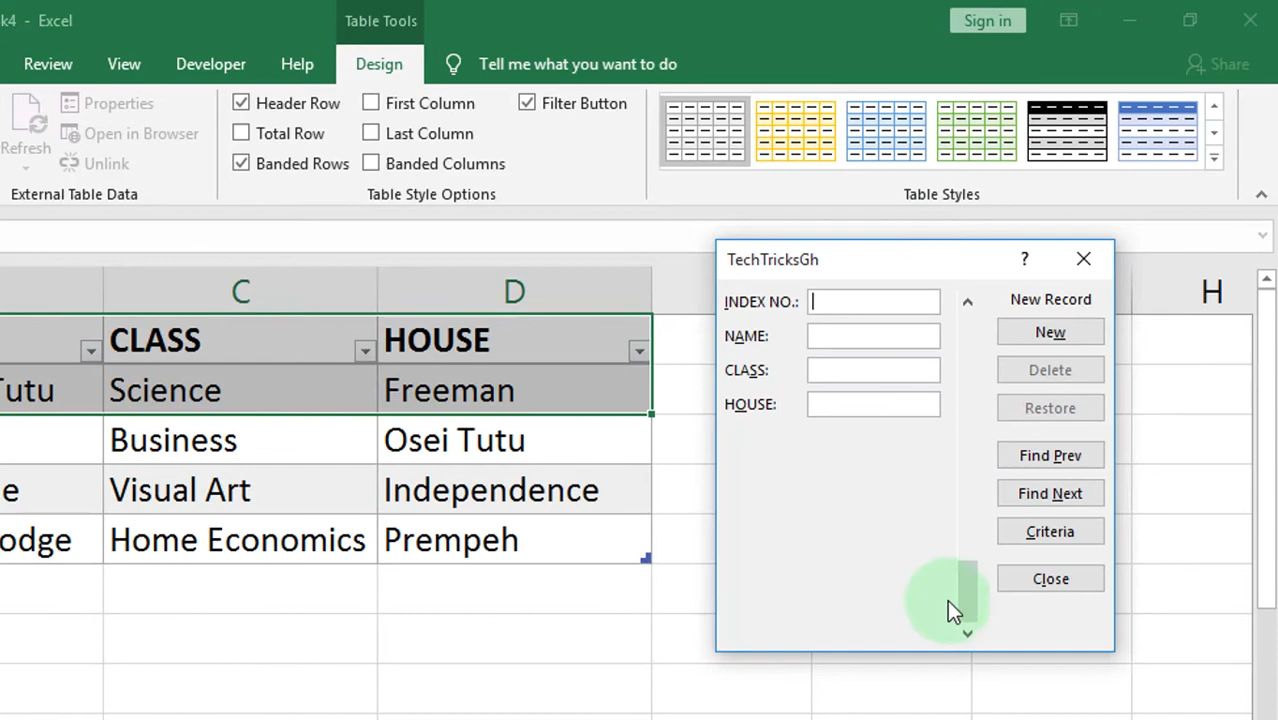 k4 - Excel
Table Tools
Sign in
Review View Developer Help Design Tell me what you want to do Share
Refresh
Properties
Open in Browser
Unlink
External Table Data
Header Row First Column Filter Button
Total Row Last Column
Banded Rows Banded Columns
Table Style Options
Table Styles
C D H
CLASS HOUSE
Tutu Science Freeman
Business Osei Tutu
e Visual Art Independence
odge Home Economics Prempeh
TechTricksGh ?
INDEX NO.:
NAME:
CLASS:
HOUSE:
New Record
New
Delete
Restore
Find Prev
Find Next
Criteria
Close